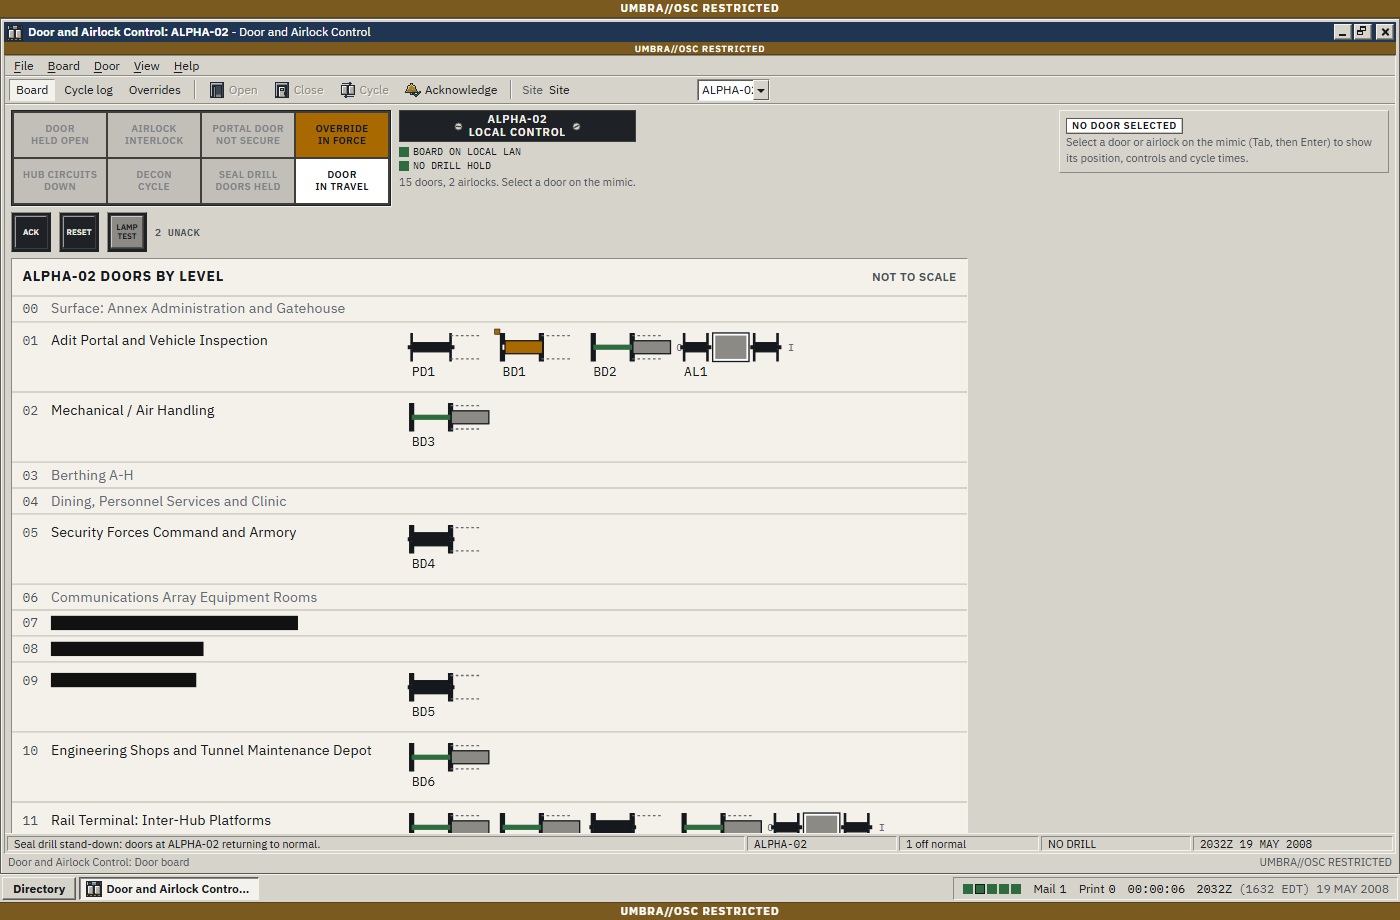 UMBRA//OSC RESTRICTED
Door and Airlock Control: ALPHA-02 - Door and Airlock Control
UMBRA//OSC RESTRICTED
File Board Door View Help
Board Cycle log Overrides Open Close Cycle Acknowledge Site Site ALPHA-02
DOOR HELD OPEN
AIRLOCK INTERLOCK
PORTAL DOOR NOT SECURE
OVERRIDE IN FORCE
HUB CIRCUITS DOWN
DECON CYCLE
SEAL DRILL DOORS HELD
DOOR IN TRAVEL
ALPHA-02
LOCAL CONTROL
BOARD ON LOCAL LAN
NO DRILL HOLD
15 doors, 2 airlocks. Select a door on the mimic.
NO DOOR SELECTED
Select a door or airlock on the mimic (Tab, then Enter) to show
its position, controls and cycle times.
ACK RESET LAMP TEST 2 UNACK
ALPHA-02 DOORS BY LEVEL NOT TO SCALE
00 Surface: Annex Administration and Gatehouse
01 Adit Portal and Vehicle Inspection
O I
PD1 BD1 BD2 AL1
02 Mechanical / Air Handling
BD3
03 Berthing A-H
04 Dining, Personnel Services and Clinic
05 Security Forces Command and Armory
BD4
06 Communications Array Equipment Rooms
07
08
09
BD5
10 Engineering Shops and Tunnel Maintenance Depot
BD6
11 Rail Terminal: Inter-Hub Platforms
O I
Seal drill stand-down: doors at ALPHA-02 returning to normal. ALPHA-02 1 off normal NO DRILL 2032Z 19 MAY 2008
Door and Airlock Control: Door board UMBRA//OSC RESTRICTED
Directory Door and Airlock Contro... Mail 1 Print 0 00:00:06 2032Z (1632 EDT) 19 MAY 2008
UMBRA//OSC RESTRICTED